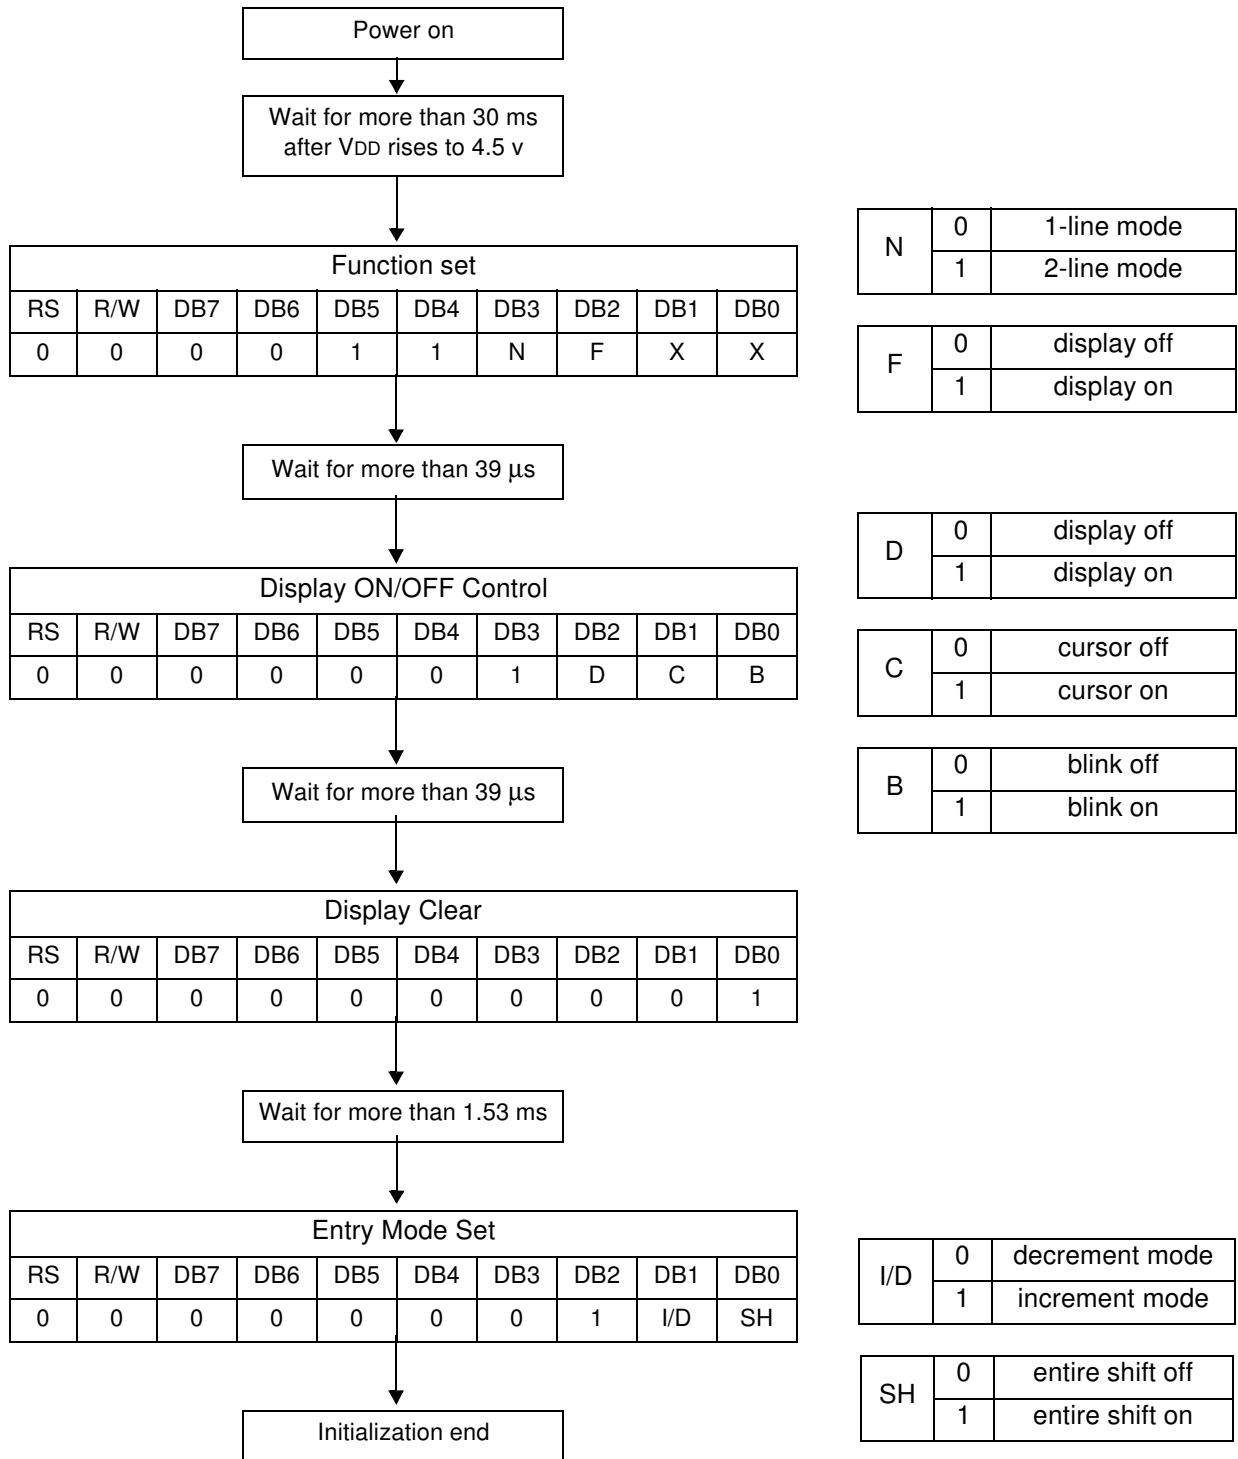 Power on
Wait for more than 30 ms
after VDD rises to 4.5 v
Function set
RS R/W DB7 DB6 DB5 DB4 DB3 DB2 DB1 DB0
0 0 0 0 1 1 N F X X
N 0 1-line mode
1 2-line mode
F 0 display off
1 display on
Wait for more than 39 µs
Display ON/OFF Control
RS R/W DB7 DB6 DB5 DB4 DB3 DB2 DB1 DB0
0 0 0 0 0 0 1 D C B
D 0 display off
1 display on
C 0 cursor off
1 cursor on
B 0 blink off
1 blink on
Wait for more than 39 µs
Display Clear
RS R/W DB7 DB6 DB5 DB4 DB3 DB2 DB1 DB0
0 0 0 0 0 0 0 0 0 1
Wait for more than 1.53 ms
Entry Mode Set
RS R/W DB7 DB6 DB5 DB4 DB3 DB2 DB1 DB0
0 0 0 0 0 0 0 1 I/D SH
I/D 0 decrement mode
1 increment mode
SH 0 entire shift off
1 entire shift on
Initialization end